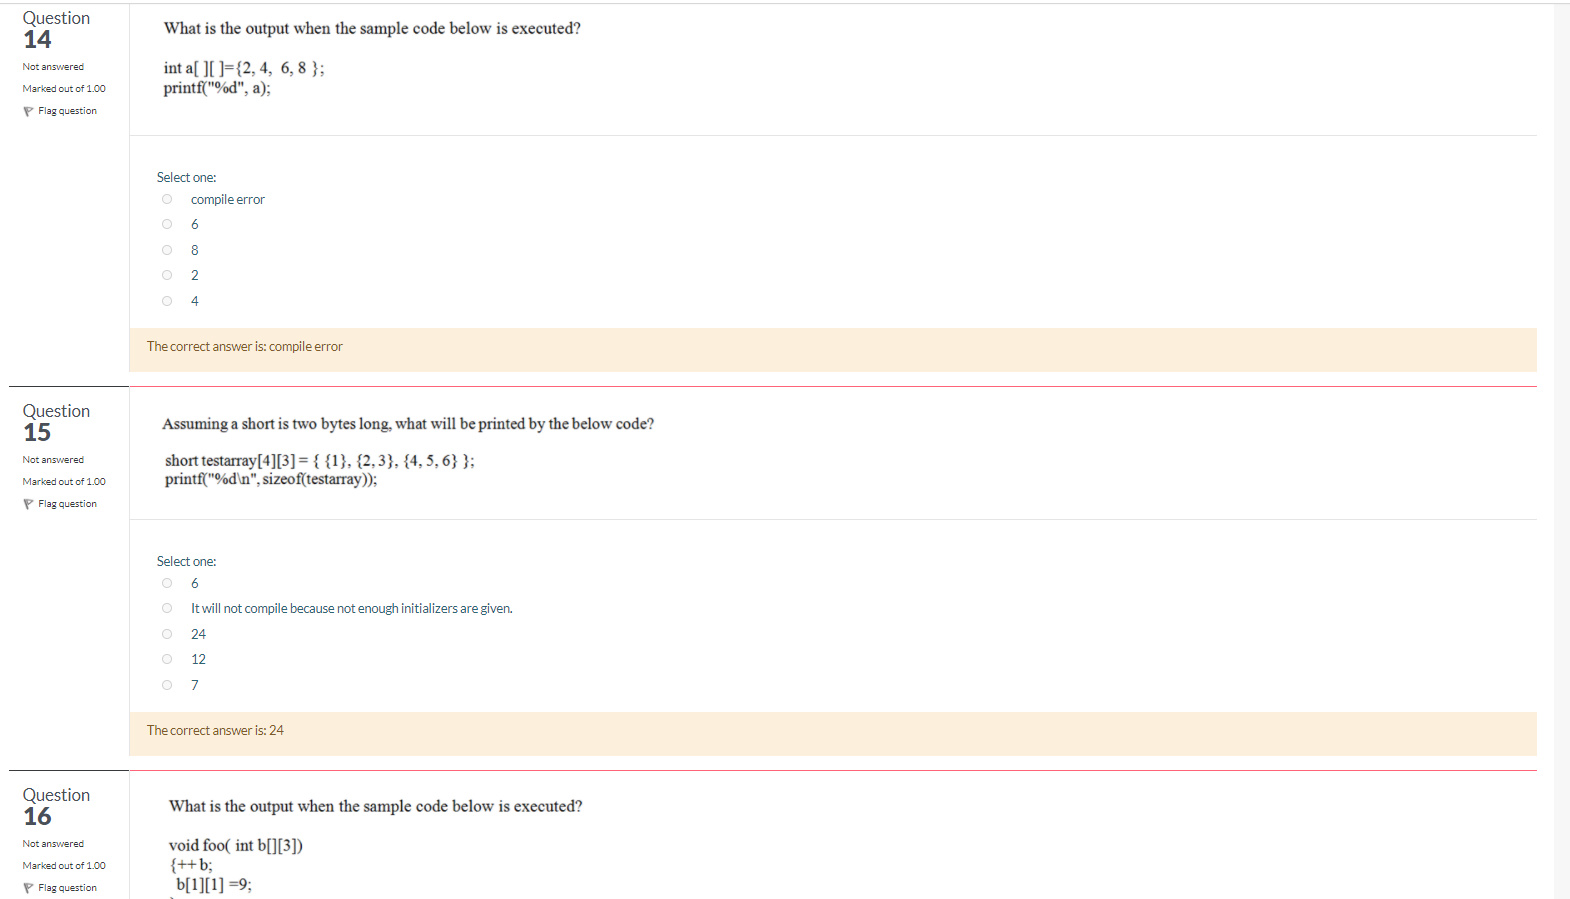 Question
14
Not answered
Marked out of 1.00
Flag question
What is the output when the sample code below is executed?
int a[ ][ ]={2, 4,  6, 8 };
printf("%d", a);
Select one:
compile error
6
8
2
4
The correct answer is: compile error
Question
15
Not answered
Marked out of 1.00
Flag question
Assuming a short is two bytes long, what will be printed by the below code?
short testarray[4][3] = { {1}, {2, 3}, {4, 5, 6} };
printf("%d\n", sizeof(testarray));
Select one:
6
It will not compile because not enough initializers are given.
24
12
7
The correct answer is: 24
Question
16
Not answered
Marked out of 1.00
Flag question
What is the output when the sample code below is executed?
void foo( int b[][3])
{++ b;
b[1][1] =9;